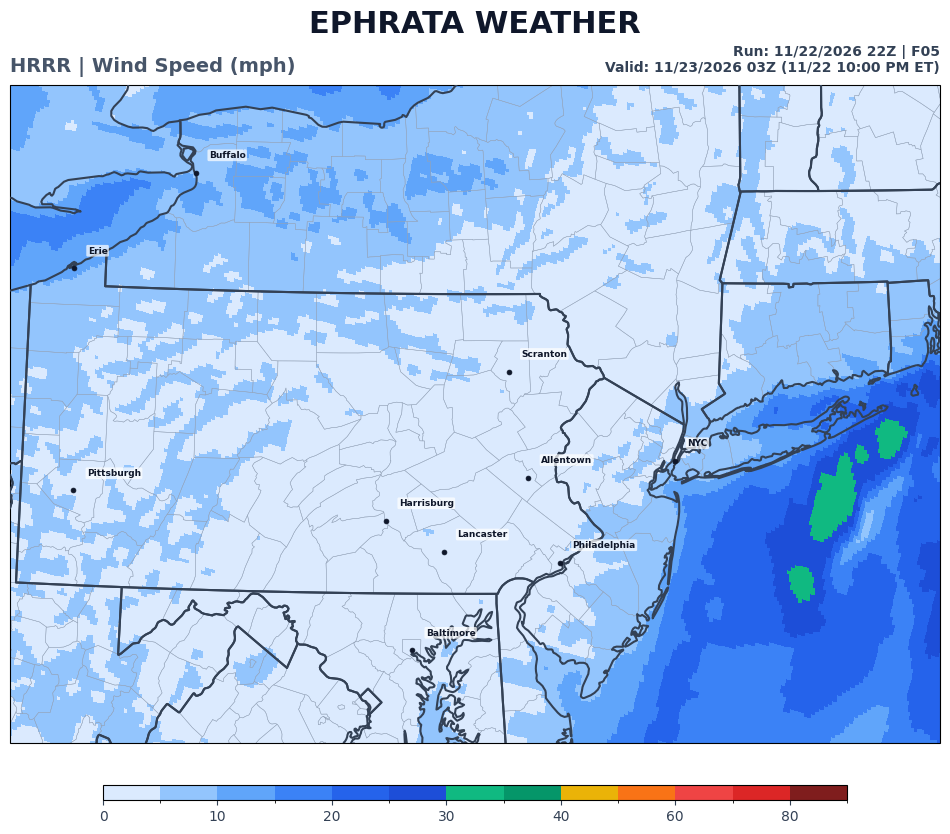 EPHRATA WEATHER
Run: 11/22/2026 22Z | F05
HRRR | Wind Speed (mph)
Valid: 11/23/2026 03Z (11/22 10:00 PM ET)
Buffalo
Erie
Scranton
NYC
Allentown
Pittsburgh
Harrisburg
Lancaster
Philadelphia
Baltimore
0 10 20 30 40 50 60 70 80